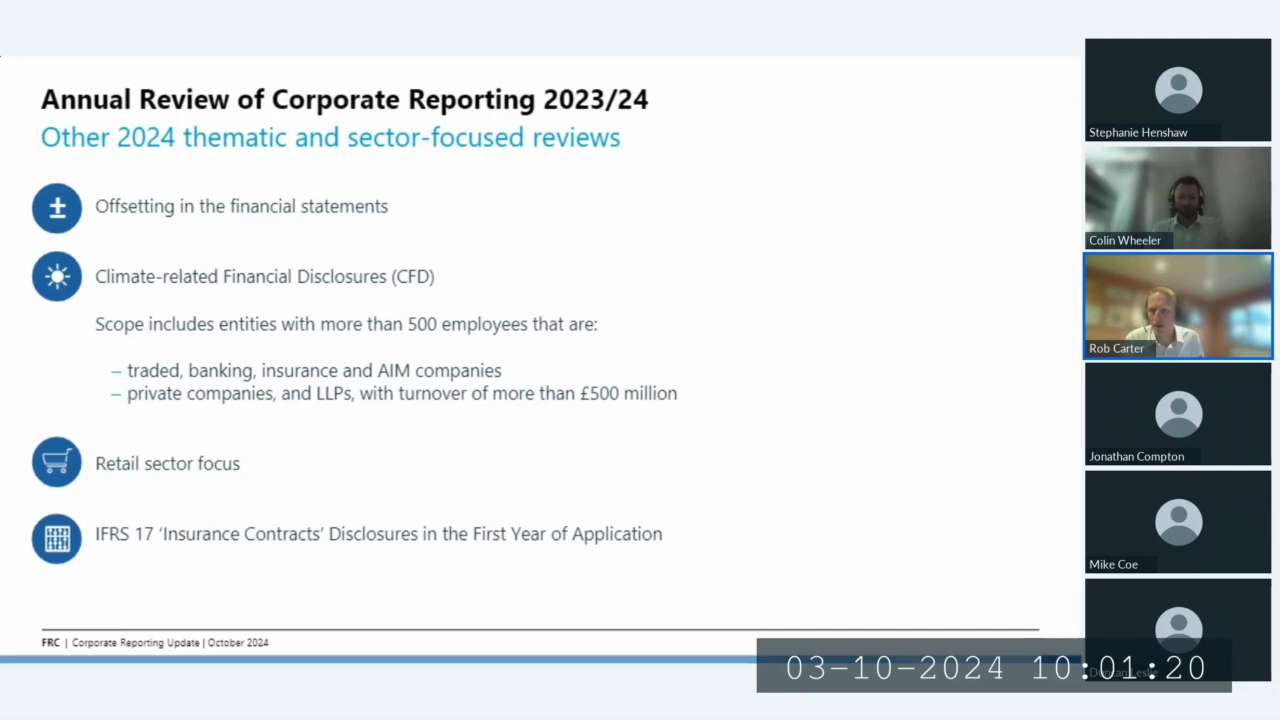 Annual Review of Corporate Reporting 2023/24
Other 2024 thematic and sector-focused reviews
Offsetting in the financial statements
Climate-related Financial Disclosures (CFD)
Scope includes entities with more than 500 employees that are:
– traded, banking, insurance and AIM companies
– private companies, and LLPs, with turnover of more than £500 million
Retail sector focus
IFRS 17 ‘Insurance Contracts’ Disclosures in the First Year of Application
FRC | Corporate Reporting Update | October 2024
Stephanie Henshaw
Colin Wheeler
Rob Carter
Jonathan Compton
Mike Coe
03-10-2024 10:01:20